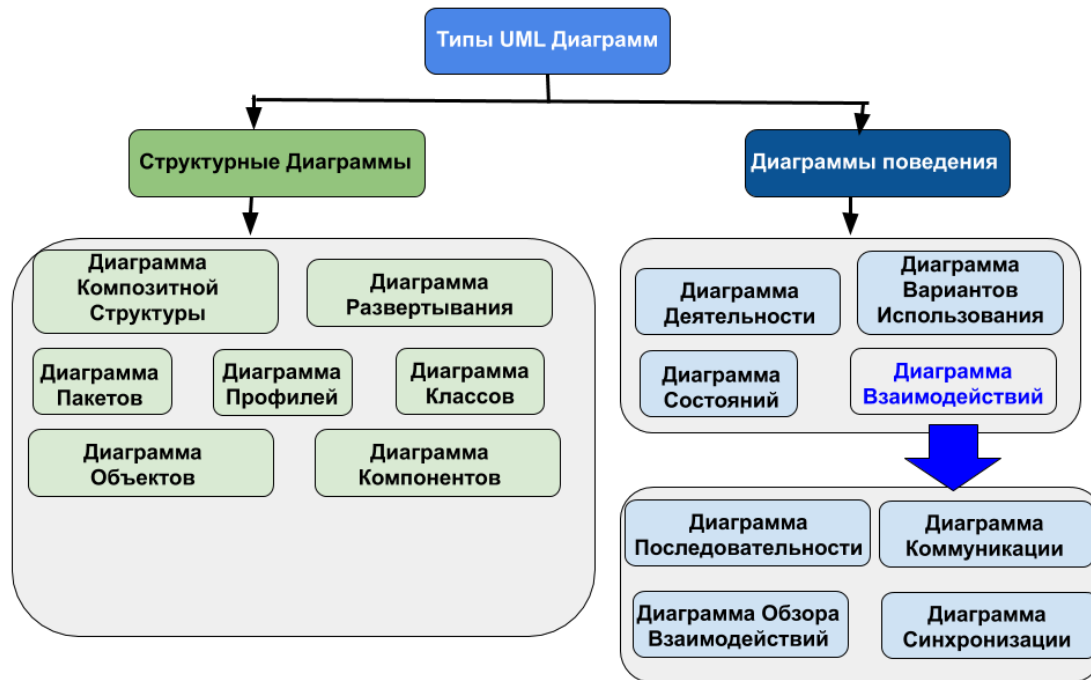 Типы UML Диаграмм
Структурные Диаграммы
Диаграммы поведения
Диаграмма
Композитной
Структуры
Диаграмма
Развертывания
Диаграмма
Пакетов
Диаграмма
Профилей
Диаграмма
Классов
Диаграмма
Объектов
Диаграмма
Компонентов
Диаграмма
Деятельности
Диаграмма
Вариантов
Использования
Диаграмма
Состояний
Диаграмма
Взаимодействий
Диаграмма
Последовательности
Диаграмма
Коммуникации
Диаграмма Обзора
Взаимодействий
Диаграмма
Синхронизации